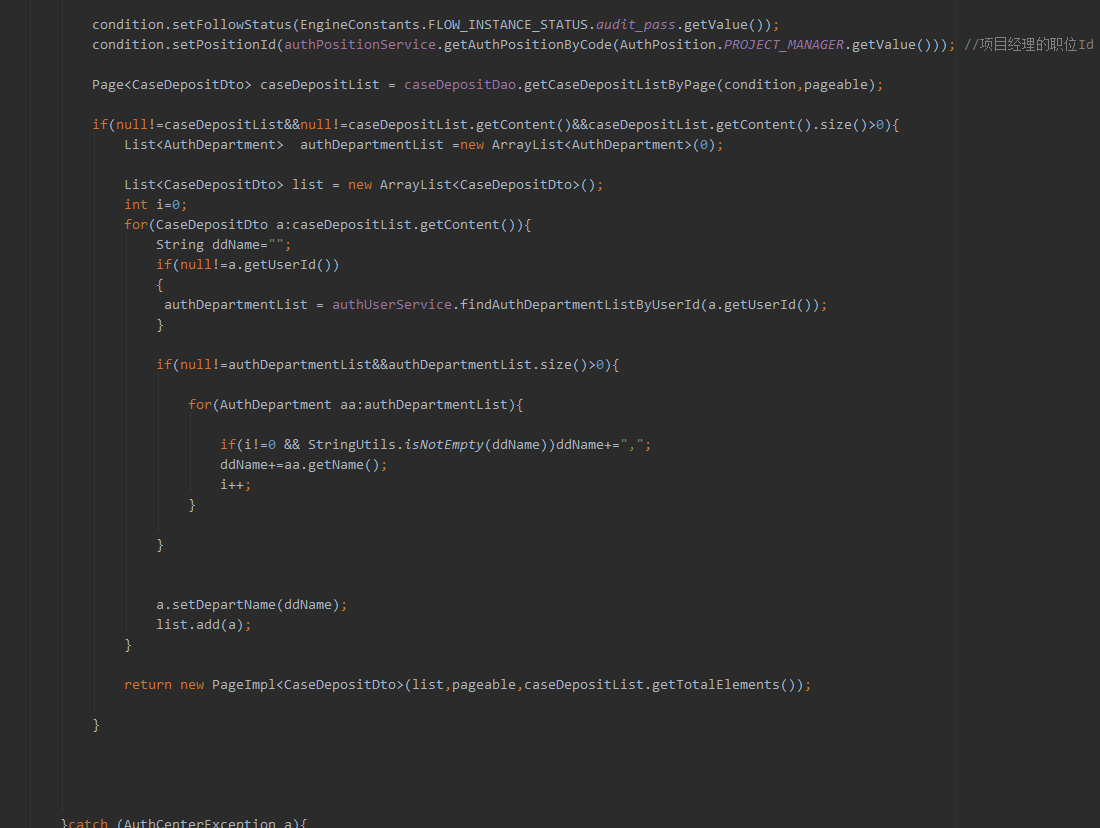 condition.setFollowStatus(EngineConstants.FLOW_INSTANCE_STATUS.audit_pass.getValue());
condition.setPositionId(authPositionService.getAuthPositionByCode(AuthPosition.PROJECT_MANAGER.getValue())); //项目经理的职位Id
Page<CaseDepositDto> caseDepositList = caseDepositDao.getCaseDepositListByPage(condition,pageable);
if(null!=caseDepositList&&null!=caseDepositList.getContent()&&caseDepositList.getContent().size()>0){
List<AuthDepartment>  authDepartmentList =new ArrayList<AuthDepartment>(0);
List<CaseDepositDto> list = new ArrayList<CaseDepositDto>();
int i=0;
for(CaseDepositDto a:caseDepositList.getContent()){
String ddName="";
if(null!=a.getUserId())
{
authDepartmentList = authUserService.findAuthDepartmentListByUserId(a.getUserId());
}
if(null!=authDepartmentList&&authDepartmentList.size()>0){
for(AuthDepartment aa:authDepartmentList){
if(i!=0 && StringUtils.isNotEmpty(ddName))ddName+=",";
ddName+=aa.getName();
i++;
}
}
a.setDepartName(ddName);
list.add(a);
}
return new PageImpl<CaseDepositDto>(list,pageable,caseDepositList.getTotalElements());
}
}catch (AuthCenterException a){